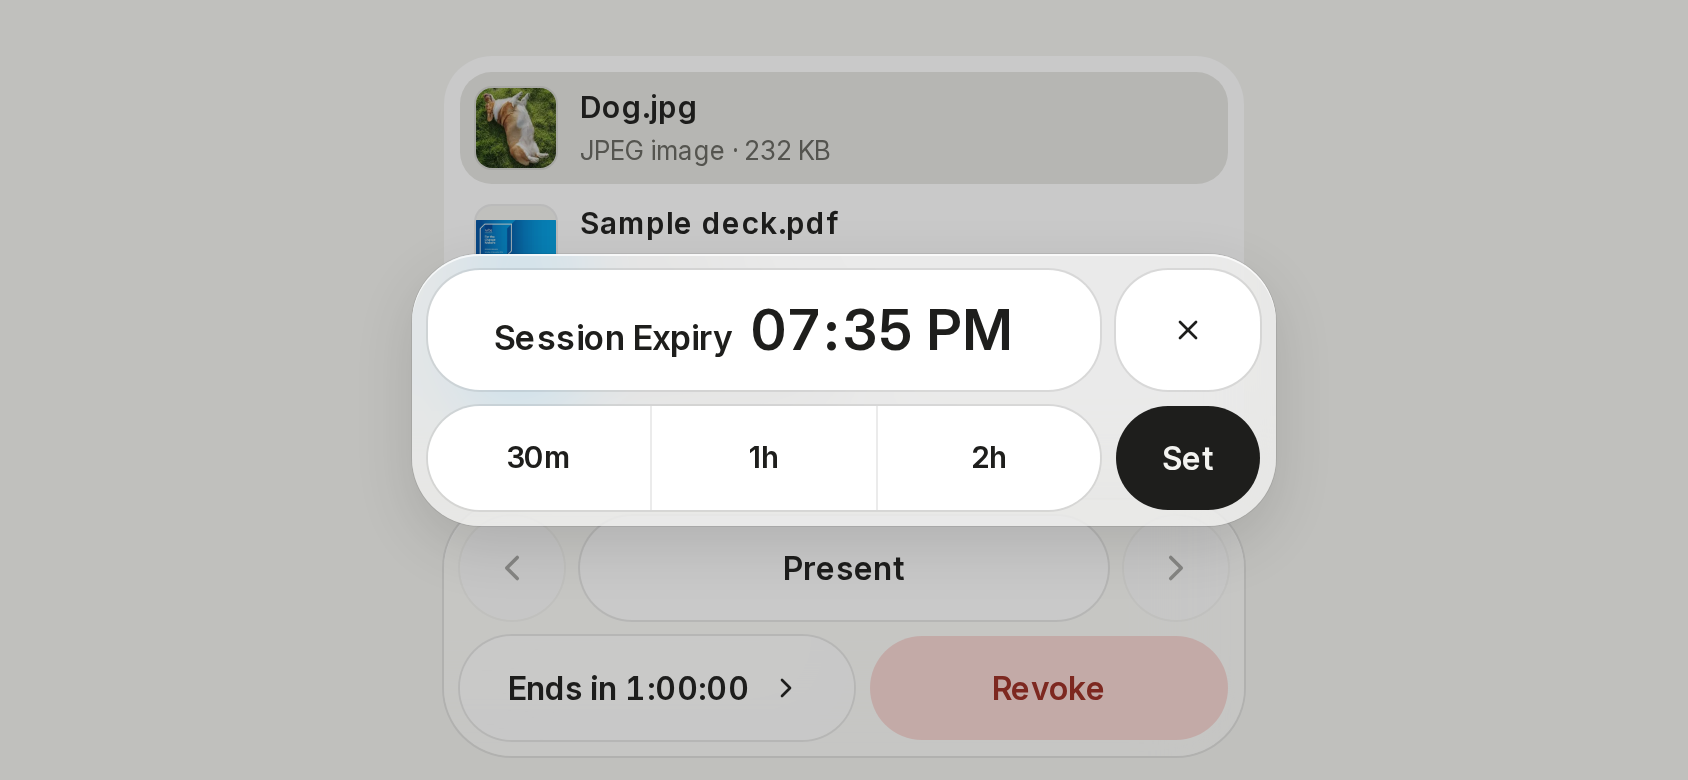 Dog.jpg
JPEG image · 232 KB
Sample deck.pdf
Session Expiry 07:35 PM
30m
1h
2h
Set
Present
Ends in 1:00:00
Revoke